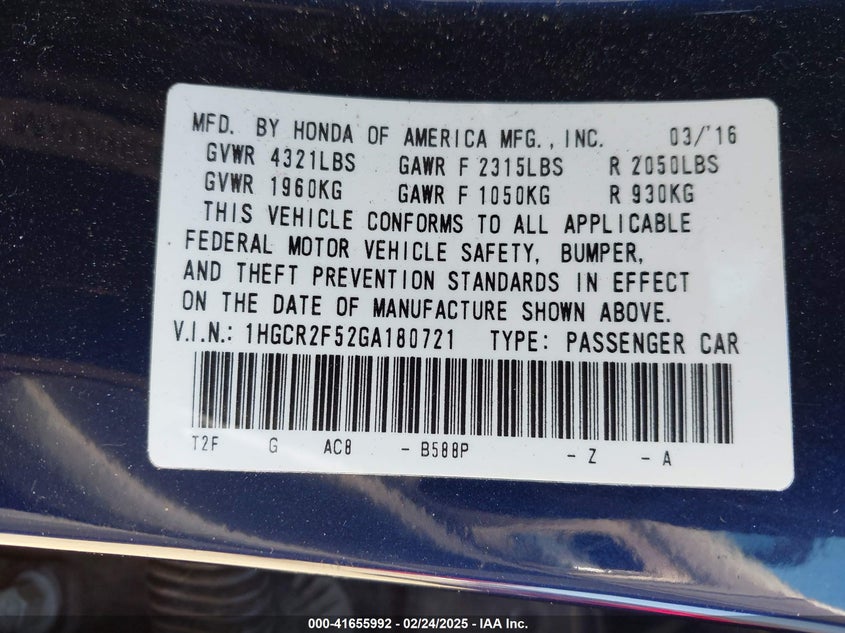 MFD. BY HONDA OF AMERICA MFG., INC. 03/'16
GVWR 4321LBS GAWR F 2315LBS R 2050LBS
GVWR 1960KG GAWR F 1050KG R 930KG
THIS VEHICLE CONFORMS TO ALL APPLICABLE
FEDERAL MOTOR VEHICLE SAFETY, BUMPER,
AND THEFT PREVENTION STANDARDS IN EFFECT
ON THE DATE OF MANUFACTURE SHOWN ABOVE.
V.I.N.: 1HGCR2F52GA180721 TYPE: PASSENGER CAR
T2F G AC8 - B588P - Z - A
000-41655992 - 02/24/2025 - IAA Inc.